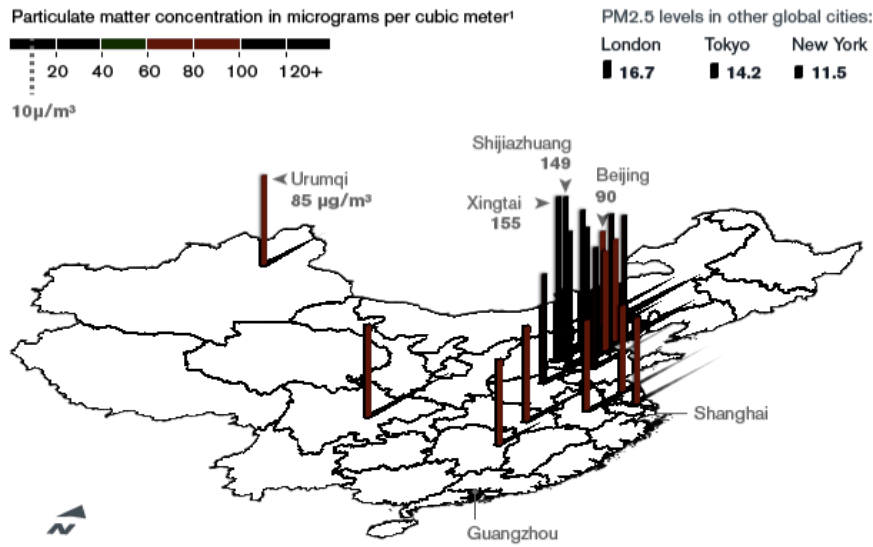 Particulate matter concentration in micrograms per cubic meter¹
20 40 60 80 100 120+
10µ/m³
PM2.5 levels in other global cities:
London Tokyo New York
16.7 14.2 11.5
Shijiazhuang
149
Beijing
90
Xingtai
155
Urumqi
85 µg/m³
Shanghai
Guangzhou
N